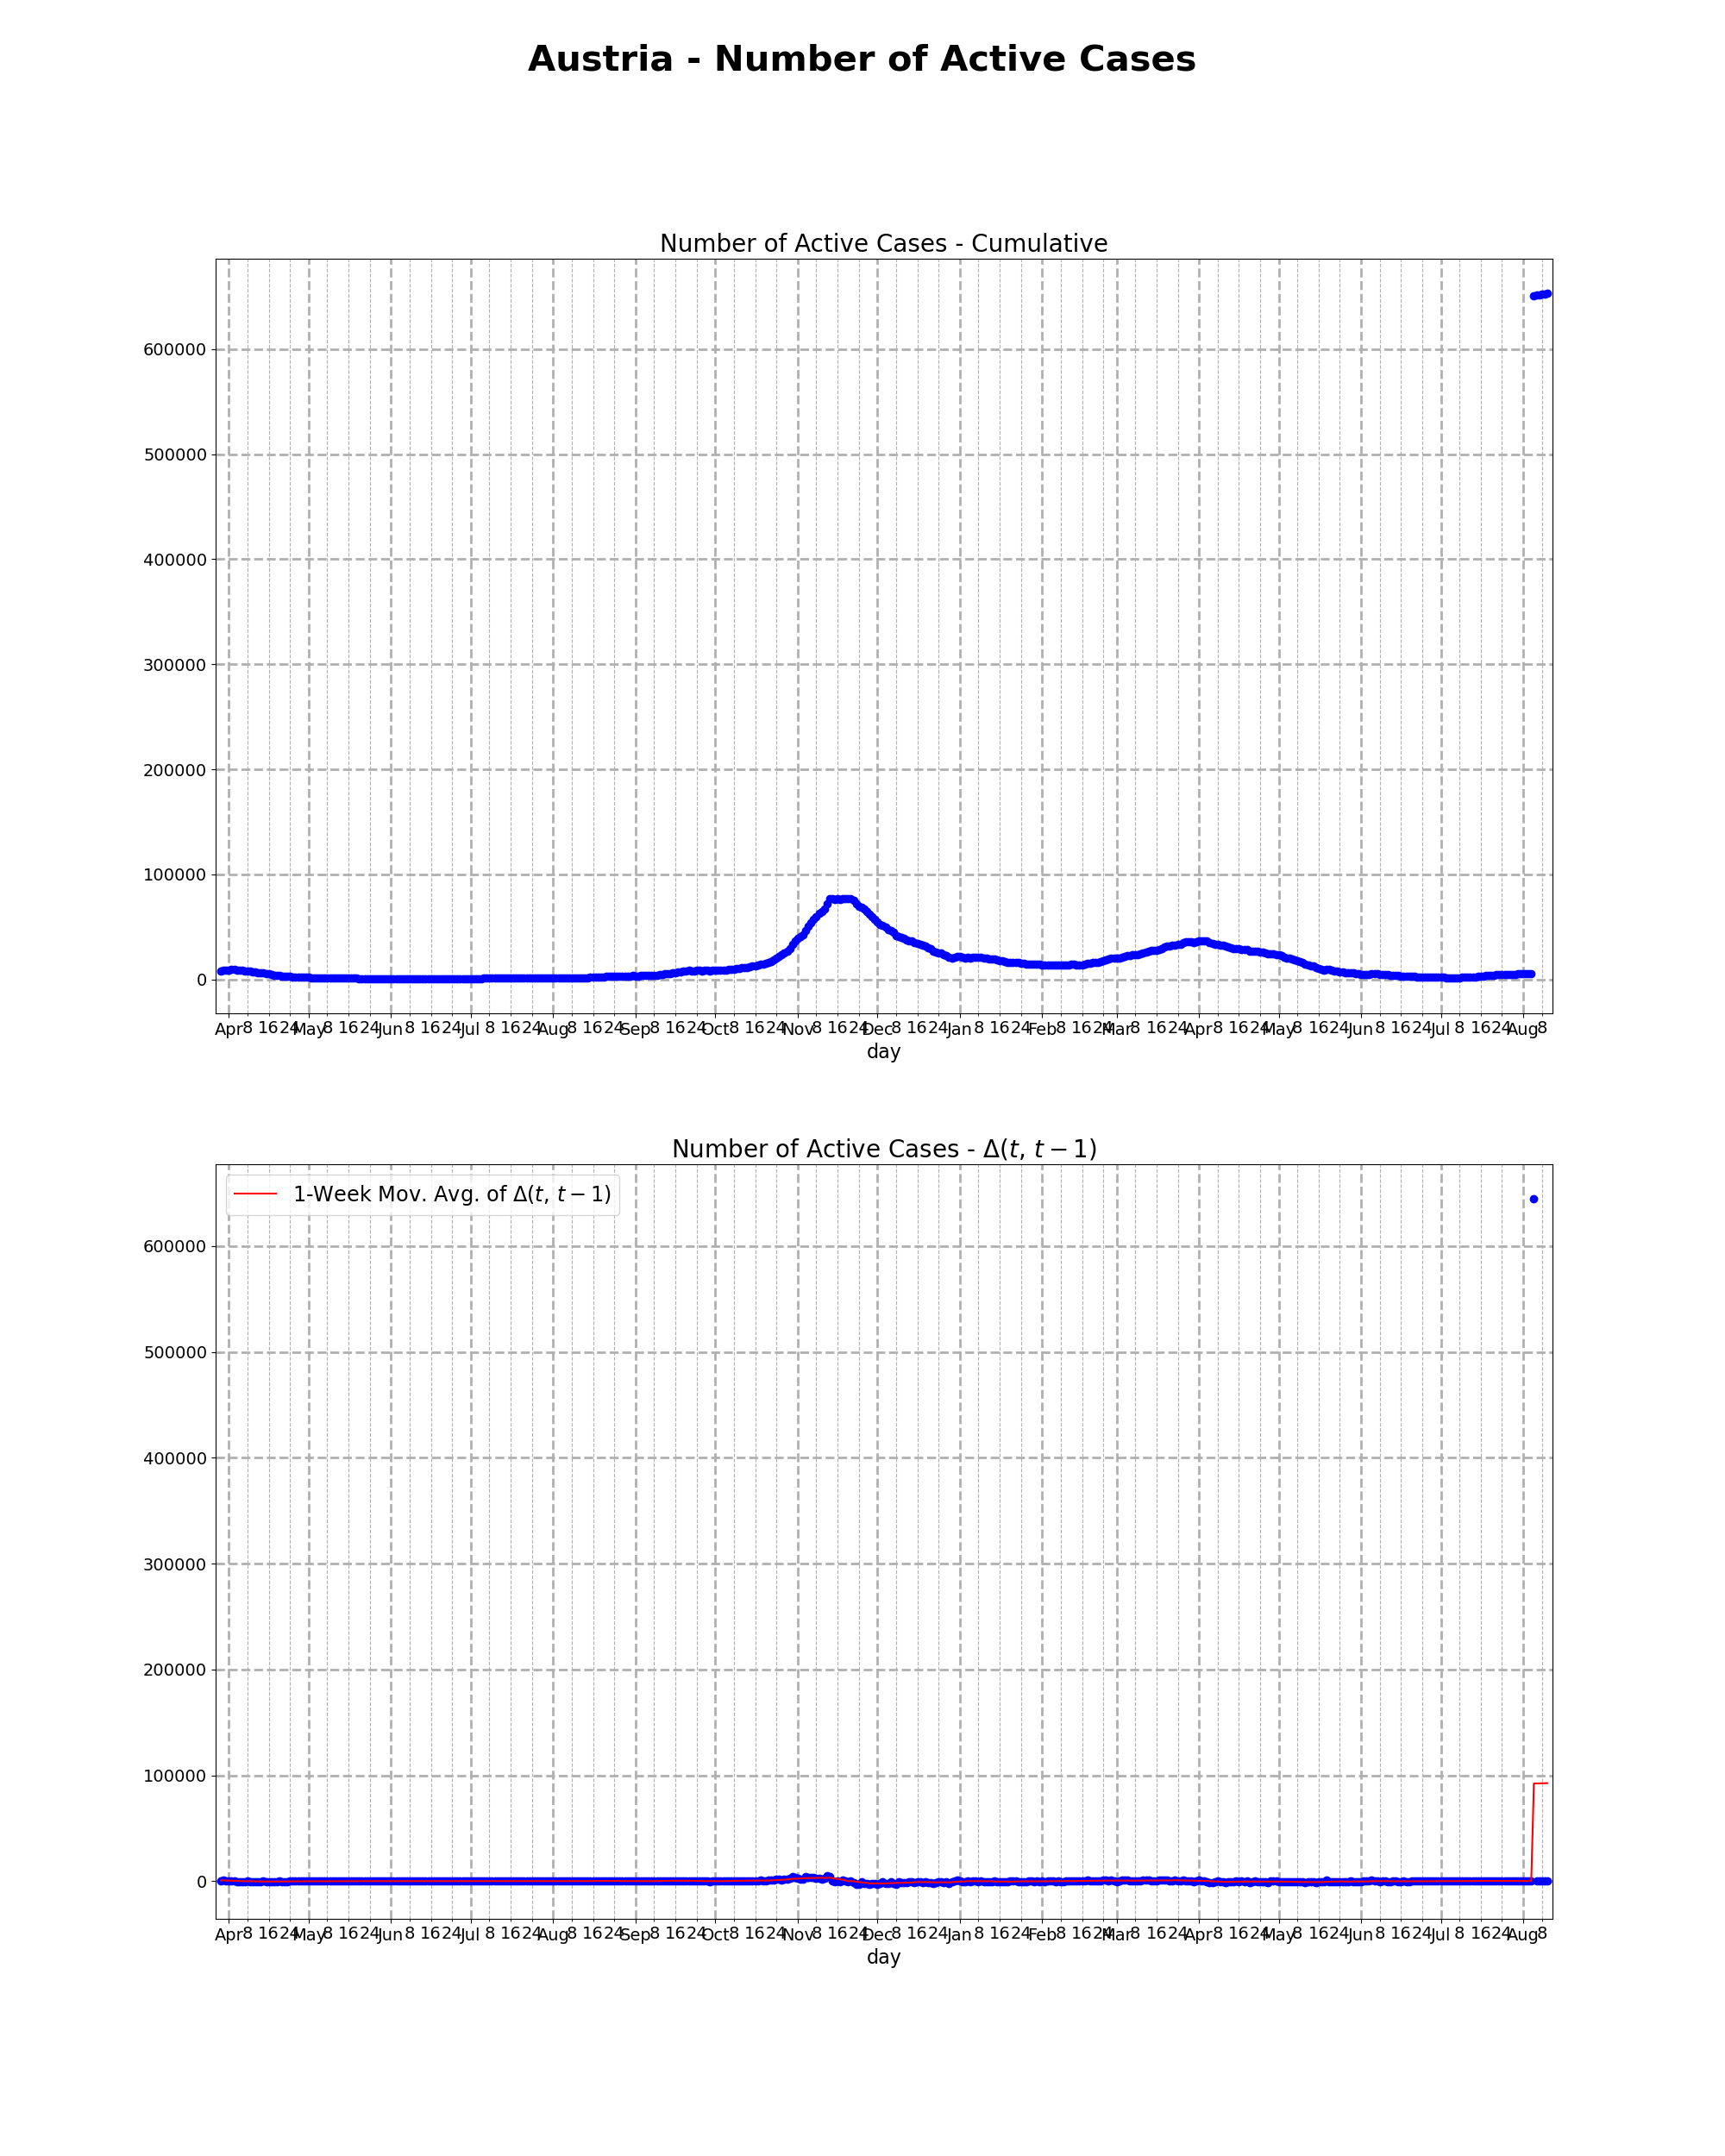 Austria - Number of Active Cases
Number of Active Cases - Cumulative
600000
500000
400000
300000
200000
100000
0
Apr 8 16 24 May 8 16 24 Jun 8 16 24 Jul 8 16 24 Aug 8 16 24 Sep 8 16 24 Oct 8 16 24 Nov 8 16 24 Dec 8 16 24 Jan 8 16 24 Feb 8 16 24 Mar 8 16 24 Apr 8 16 24 May 8 16 24 Jun 8 16 24 Jul 8 16 24 Aug 8
day
Number of Active Cases - Δ(t, t − 1)
1-Week Mov. Avg. of Δ(t, t − 1)
600000
500000
400000
300000
200000
100000
0
Apr 8 16 24 May 8 16 24 Jun 8 16 24 Jul 8 16 24 Aug 8 16 24 Sep 8 16 24 Oct 8 16 24 Nov 8 16 24 Dec 8 16 24 Jan 8 16 24 Feb 8 16 24 Mar 8 16 24 Apr 8 16 24 May 8 16 24 Jun 8 16 24 Jul 8 16 24 Aug 8
day